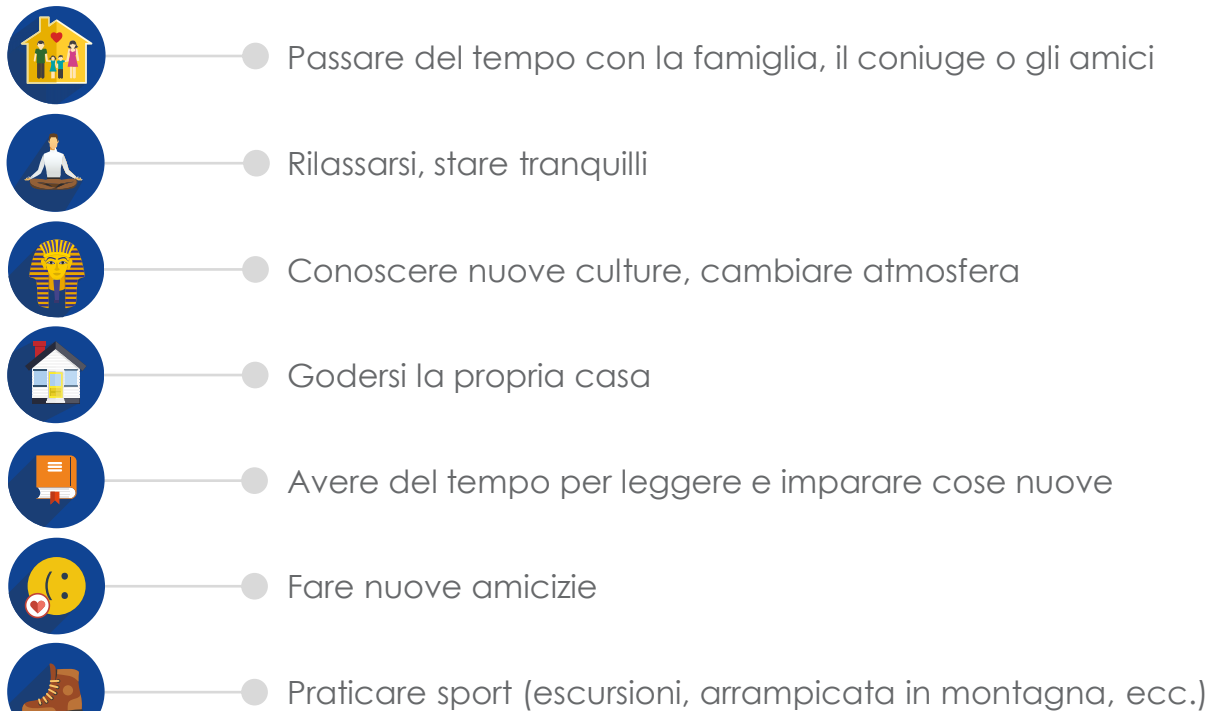 Passare del tempo con la famiglia, il coniuge o gli amici
Rilassarsi, stare tranquilli
Conoscere nuove culture, cambiare atmosfera
Godersi la propria casa
Avere del tempo per leggere e imparare cose nuove
Fare nuove amicizie
Praticare sport (escursioni, arrampicata in montagna, ecc.)